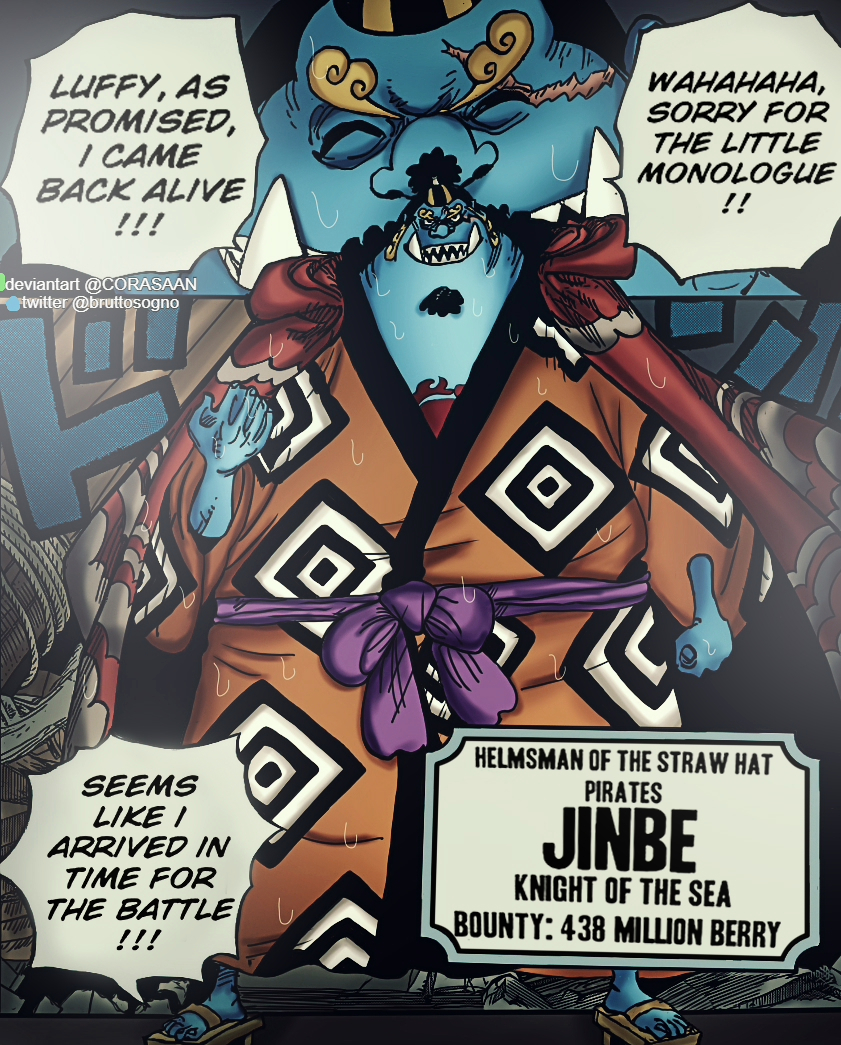 LUFFY, AS
PROMISED,
I CAME
BACK ALIVE
!!!
WAHAHAHA,
SORRY FOR
THE LITTLE
MONOLOGUE
!!
deviantart @CORASAAN
twitter @bruttosogno
ド
SEEMS
LIKE I
ARRIVED IN
TIME FOR
THE BATTLE
!!!
HELMSMAN OF THE STRAW HAT
PIRATES
JINBE
KNIGHT OF THE SEA
BOUNTY: 438 MILLION BERRY